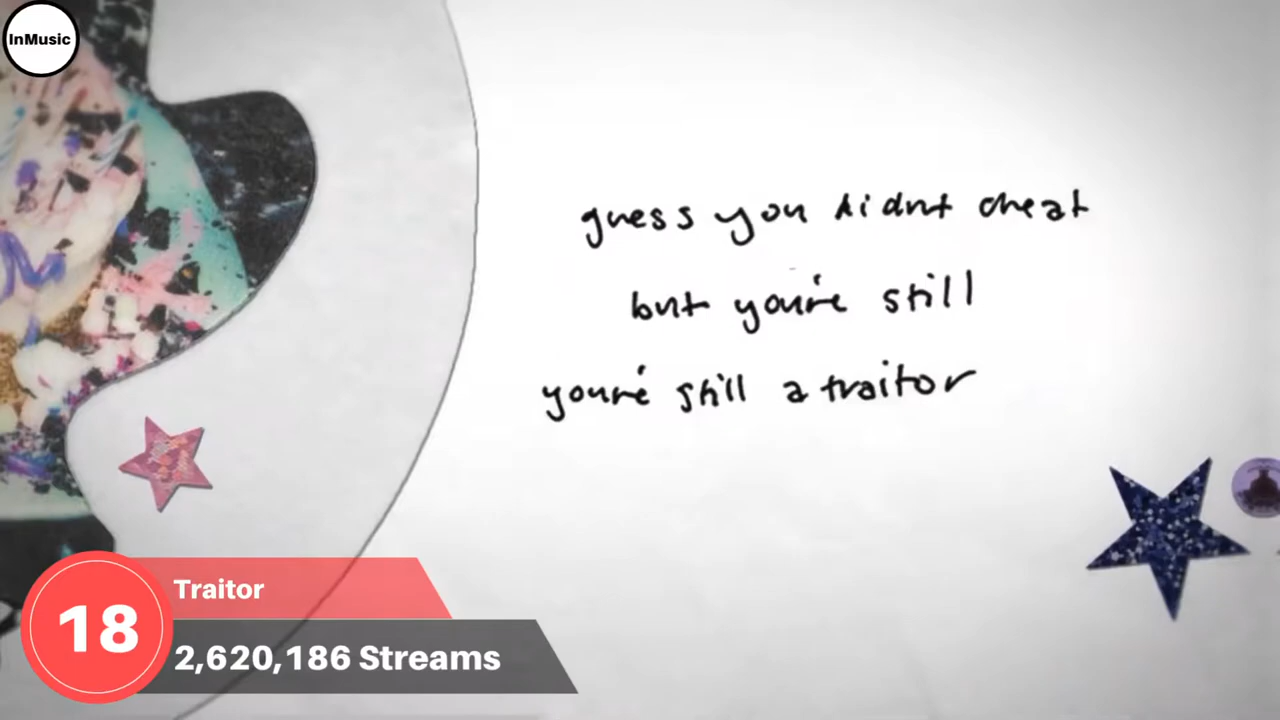 InMusic
guess you didnt cheat
but you're still
you're still a traitor
18
Traitor
2,620,186 Streams